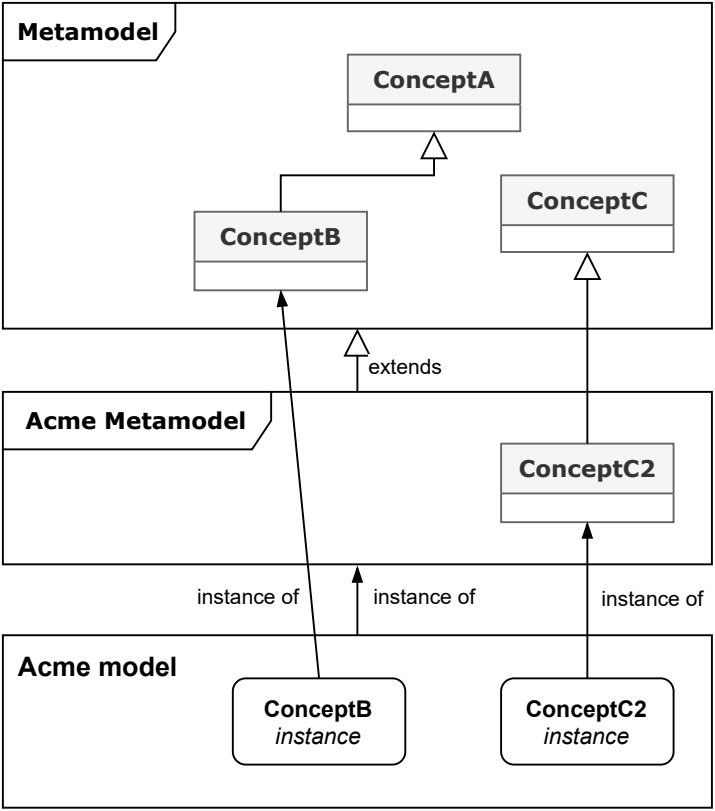 Metamodel
ConceptA
ConceptC
ConceptB
extends
Acme Metamodel
ConceptC2
instance of
instance of
instance of
Acme model
ConceptB
instance
ConceptC2
instance